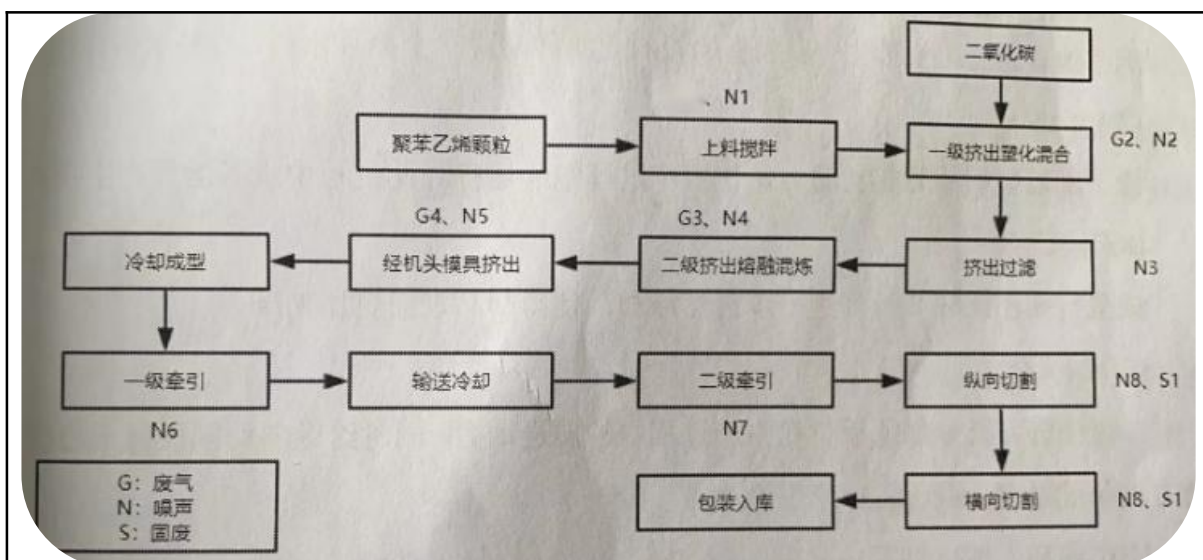 二氧化碳
、N1
聚苯乙烯颗粒
上料搅拌
一级挤出塑化混合
G2、N2
G4、N5
G3、N4
冷却成型
经机头模具挤出
二级挤出熔融混炼
挤出过滤
N3
一级牵引
输送冷却
二级牵引
纵向切割
N8、S1
N6
N7
G：废气
N：噪声
S：固废
包装入库
横向切割
N8、S1